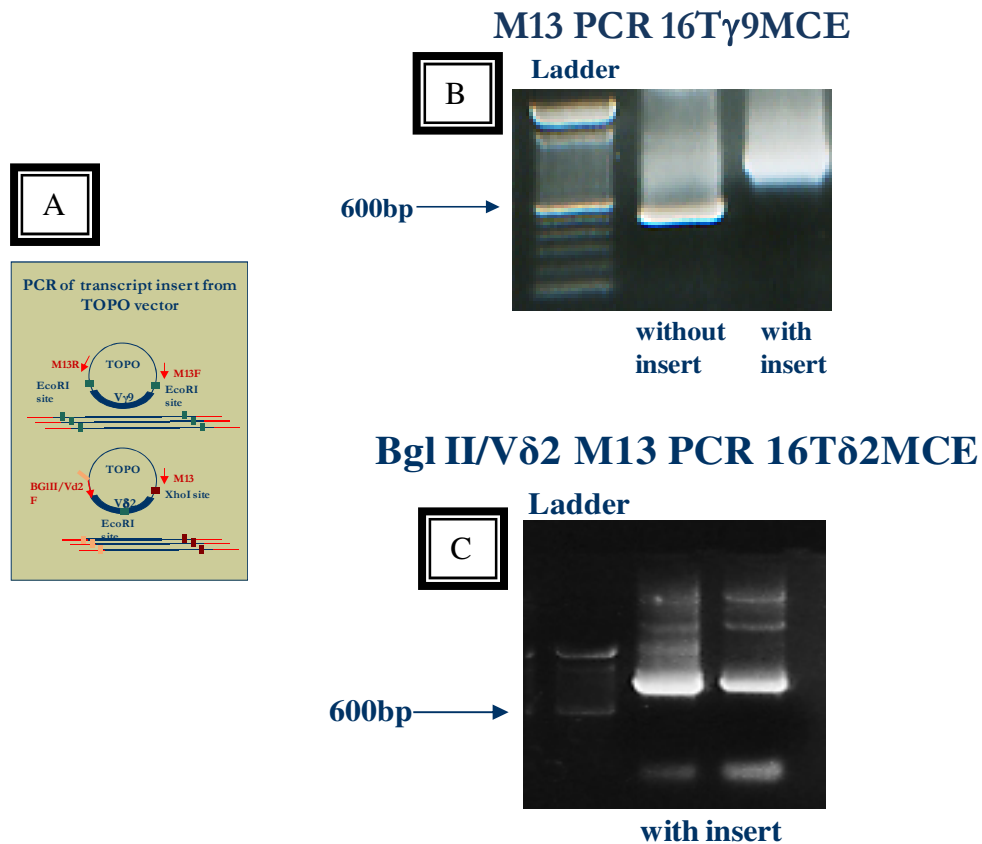 M13 PCR 16Tγ9MCE
Ladder
B
600bp
without
insert
with
insert
A
PCR of transcript insert from
TOPO vector
M13R
TOPO
M13F
EcoRI
site
Vγ9
EcoRI
site
TOPO
BGlII/Vd2
F
M13
XhoI site
Vδ2
EcoRI
site
Bgl II/Vδ2 M13 PCR 16Tδ2MCE
Ladder
C
600bp
with insert